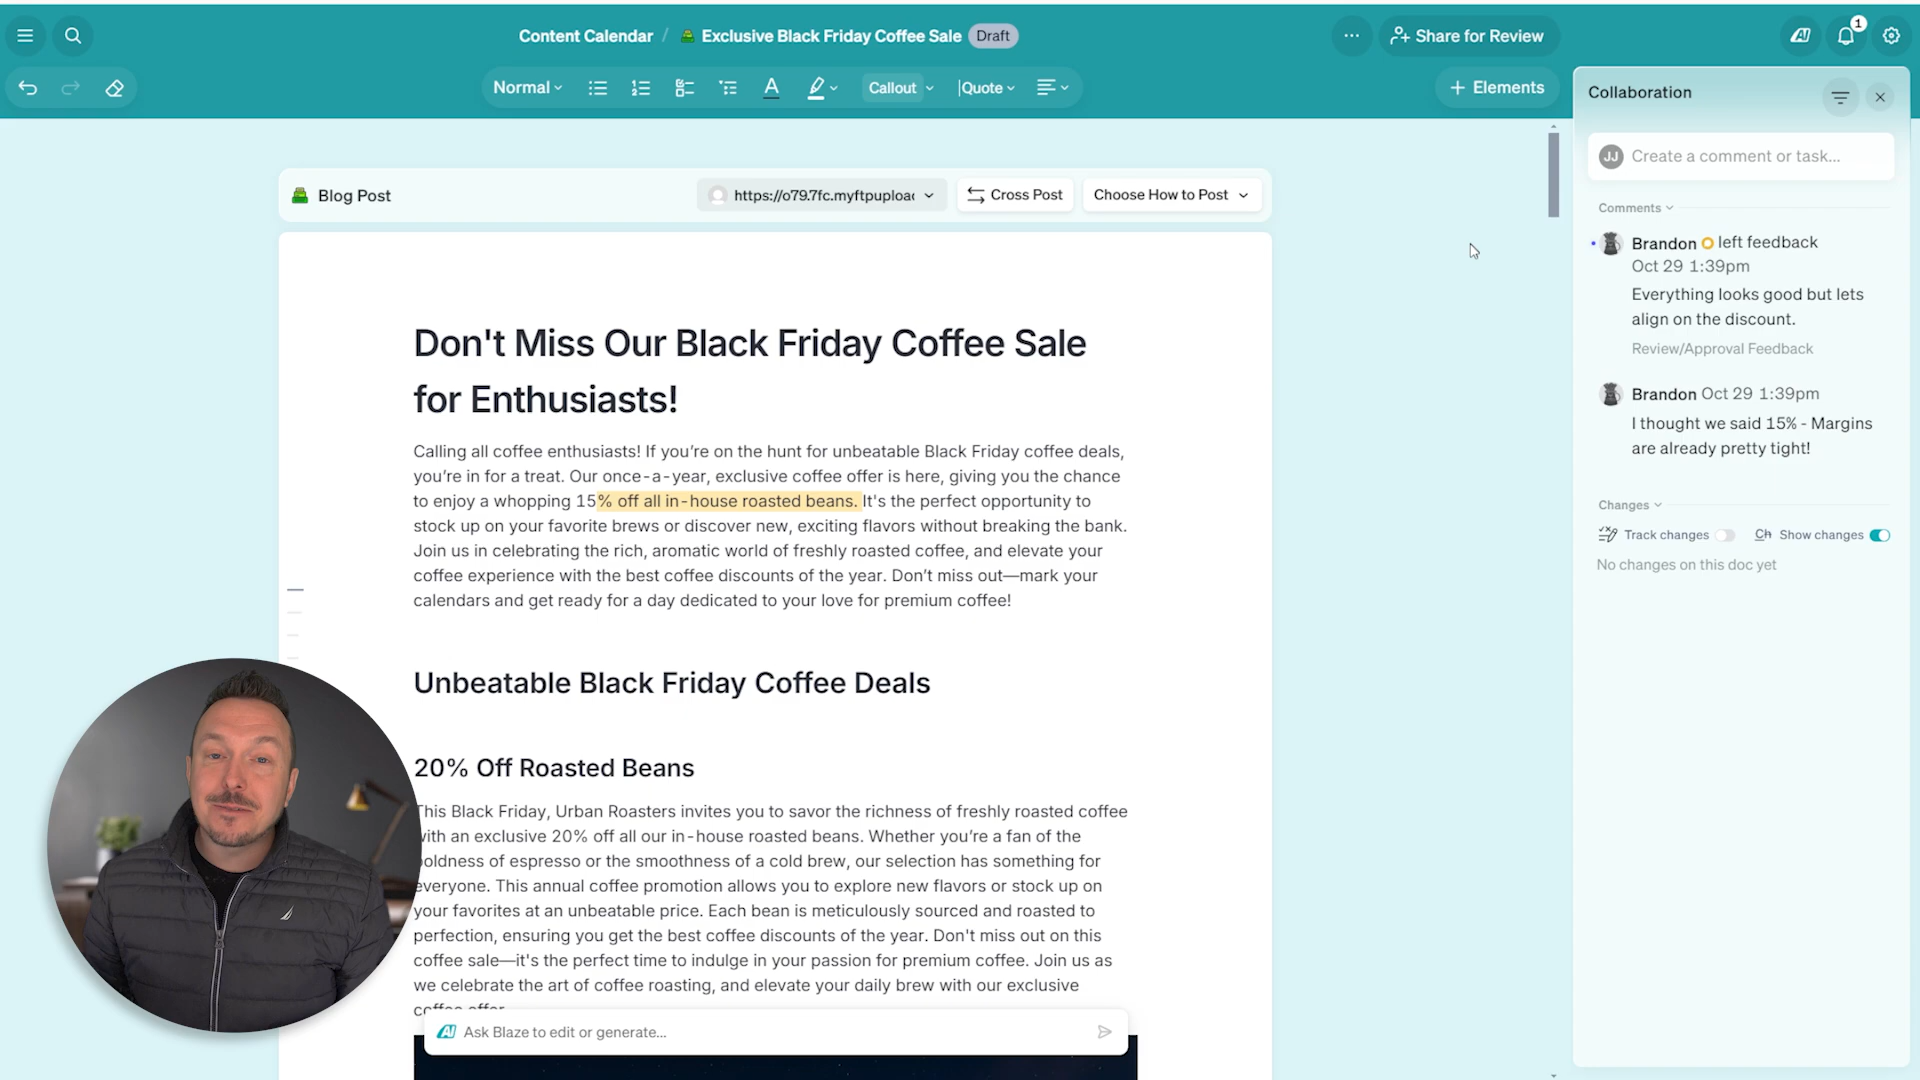 Content Calendar / Exclusive Black Friday Coffee Sale Draft
Share for Review
1
Normal
A
Callout
Quote
+ Elements
Blog Post
https://o79.7fc.myftpuploac
Cross Post
Choose How to Post
Don't Miss Our Black Friday Coffee Sale
for Enthusiasts!
Calling all coffee enthusiasts! If you’re on the hunt for unbeatable Black Friday coffee deals,
you’re in for a treat. Our once-a-year, exclusive coffee offer is here, giving you the chance
to enjoy a whopping 15% off all in-house roasted beans. It's the perfect opportunity to
stock up on your favorite brews or discover new, exciting flavors without breaking the bank.
Join us in celebrating the rich, aromatic world of freshly roasted coffee, and elevate your
coffee experience with the best coffee discounts of the year. Don’t miss out—mark your
calendars and get ready for a day dedicated to your love for premium coffee!
Unbeatable Black Friday Coffee Deals
20% Off Roasted Beans
This Black Friday, Urban Roasters invites you to savor the richness of freshly roasted coffee
with an exclusive 20% off all our in-house roasted beans. Whether you’re a fan of the
boldness of espresso or the smoothness of a cold brew, our selection has something for
everyone. This annual coffee promotion allows you to explore new flavors or stock up on
your favorites at an unbeatable price. Each bean is meticulously sourced and roasted to
perfection, ensuring you get the best coffee discounts of the year. Don't miss out on this
coffee sale—it's the perfect time to indulge in your passion for premium coffee. Join us as
we celebrate the art of coffee roasting, and elevate your daily brew with our exclusive
coffee offer.
AI Ask Blaze to edit or generate...
AI
Collaboration
JJ Create a comment or task...
Comments
Brandon left feedback
Oct 29 1:39pm
Everything looks good but lets
align on the discount.
Review/Approval Feedback
Brandon Oct 29 1:39pm
I thought we said 15% - Margins
are already pretty tight!
Changes
Track changes Ch Show changes
No changes on this doc yet